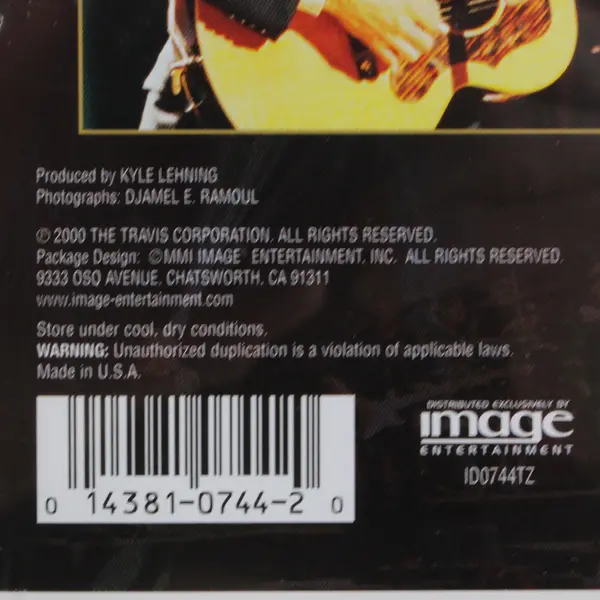 Produced by KYLE LEHNING
Photographs: DJAMEL E. RAMOUL
℗ 2000 THE TRAVIS CORPORATION. ALL RIGHTS RESERVED.
Package Design: ©MMI IMAGE® ENTERTAINMENT, INC. ALL RIGHTS RESERVED.
9333 OSO AVENUE, CHATSWORTH, CA 91311
www.image-entertainment.com
Store under cool, dry conditions.
WARNING: Unauthorized duplication is a violation of applicable laws.
Made in U.S.A.
DISTRIBUTED EXCLUSIVELY BY
image
ENTERTAINMENT
ID0744TZ
0 14381-0744-2 0